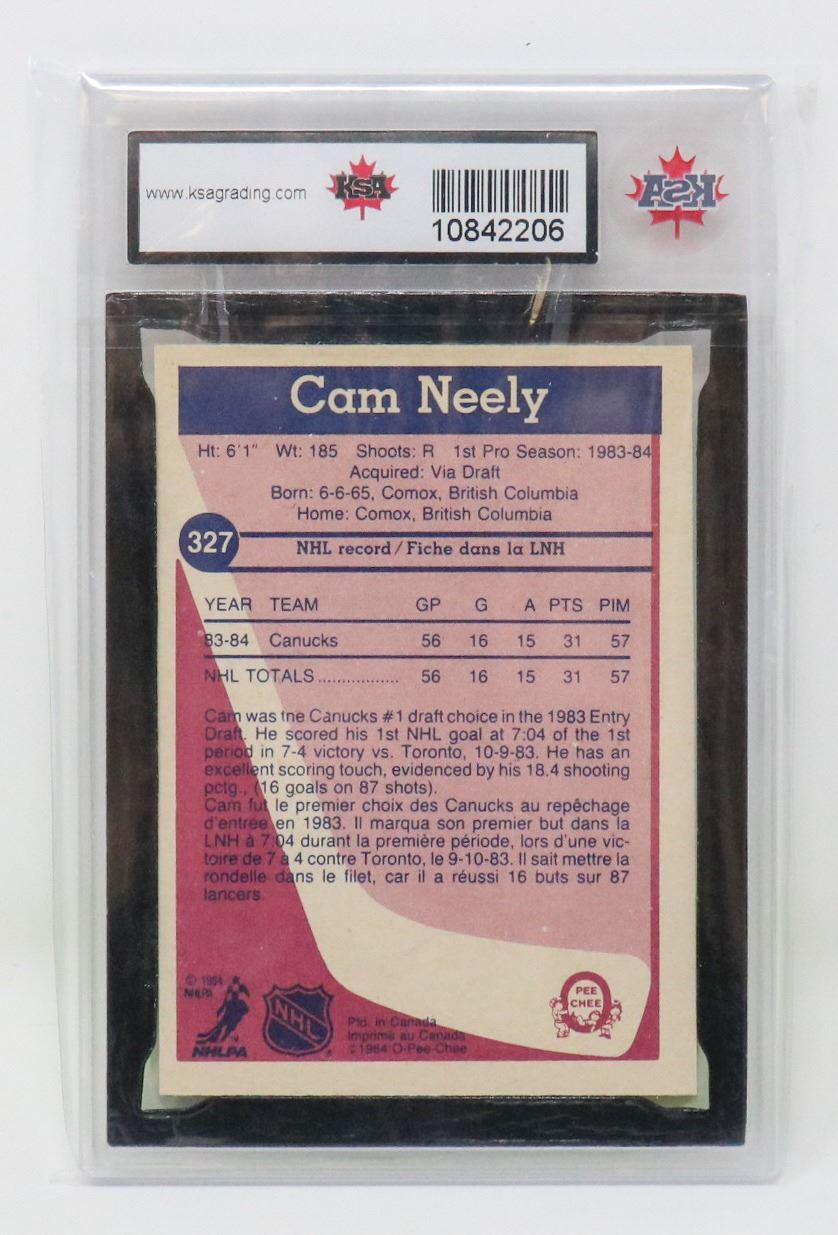 www.ksagrading.com
KSA
10842206
KSA
Cam Neely
Ht: 6'1" Wt: 185 Shoots: R 1st Pro Season: 1983-84
Acquired: Via Draft
Born: 6-6-65, Comox, British Columbia
Home: Comox, British Columbia
327
NHL record/Fiche dans la LNH
YEAR TEAM GP G A PTS PIM
83-84 Canucks 56 16 15 31 57
NHL TOTALS................. 56 16 15 31 57
Cam was the Canucks #1 draft choice in the 1983 Entry
Draft. He scored his 1st NHL goal at 7:04 of the 1st
period in 7-4 victory vs. Toronto, 10-9-83. He has an
excellent scoring touch, evidenced by his 18.4 shooting
pctg., (16 goals on 87 shots).
Cam fut le premier choix des Canucks au repêchage
d'entrée en 1983. Il marqua son premier but dans la
LNH à 7:04 durant la première période, lors d'une vic-
toire de 7 à 4 contre Toronto, le 9-10-83. Il sait mettre la
rondelle dans le filet, car il a réussi 16 buts sur 87
lancers.
© 1984
NHLPA
NHLPA
NHL
Ptd. in Canada
Imprimé au Canada
©1984 O-Pee-Chee
PEE
CHEE